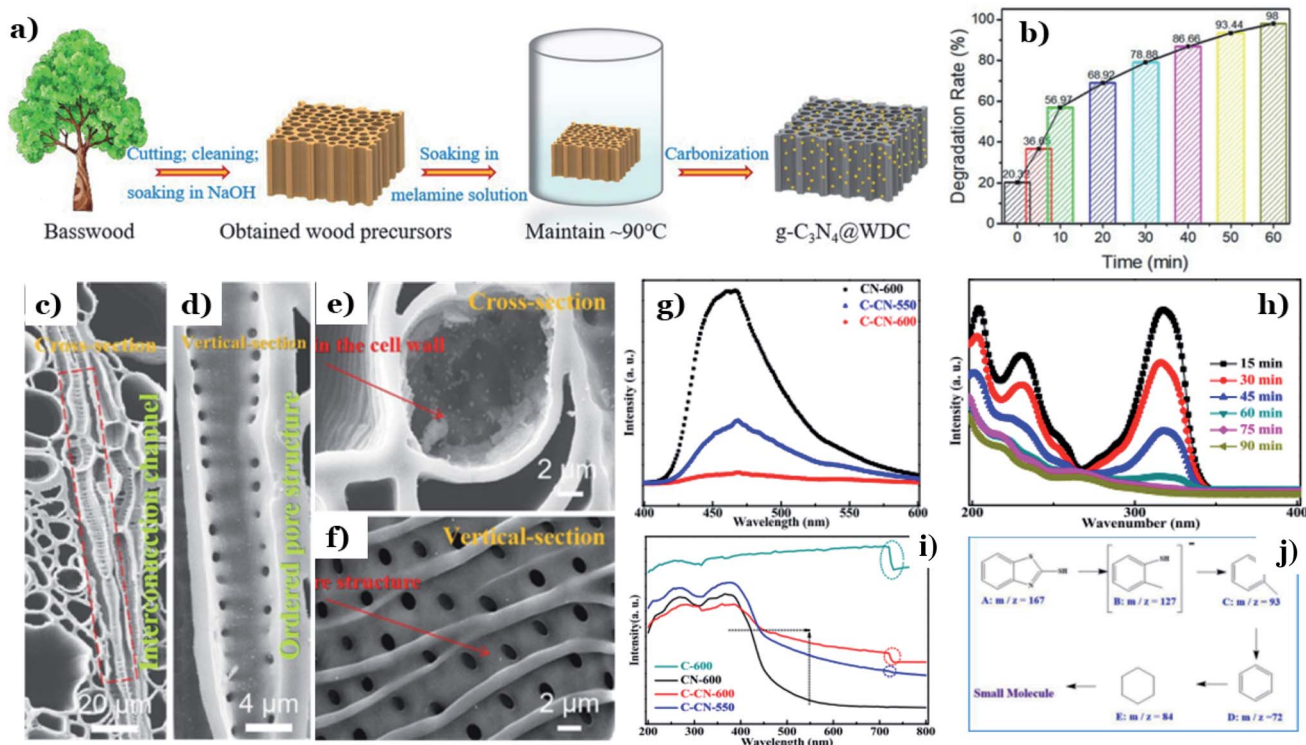 a)
Cutting; cleaning;
soaking in NaOH
Soaking in
melamine solution
Carbonization
Basswood
Obtained wood precursors
Maintain ~90°C
g-C₃N₄@WDC
b)
Degradation Rate (%)
100
80
60
40
20
0
20.32
56.97
68.92
78.88
86.66
93.44
98
0 10 20 30 40 50 60
Time (min)
c)
Cross-section
Interconnection channel
20 μm
d)
Vertical-section
Ordered pore structure
4 μm
e)
Cross-section
in the cell wall
2 μm
f)
Vertical-section
re structure
2 μm
g)
CN-600
C-CN-550
C-CN-600
Intensity (a. u.)
400 450 500 550 600
Wavelength (nm)
h)
15 min
30 min
45 min
60 min
75 min
90 min
Intensity (a. u.)
200 300 400
Wavenumber (nm)
i)
C-600
CN-600
C-CN-600
C-CN-550
Intensity(a. u.)
200 300 400 500 600 700 800
Wavelength (nm)
j)
S
N
SH
SH
A: m / z = 167
B: m / z = 127
C: m / z = 93
Small Molecule
E: m / z = 84
D: m / z =72